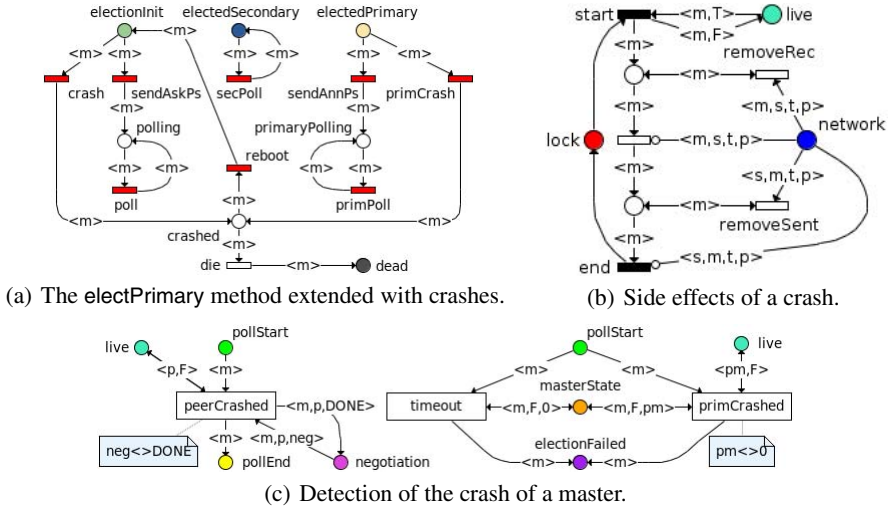 electionInit electedSecondary electedPrimary
<m>
<m> <m> <m> <m> <m> <m>
crash sendAskPs secPoll sendAnnPs primCrash
<m> <m>
polling primaryPolling
<m> <m> reboot <m> <m>
poll primPoll
<m>
<m> <m>
crashed
<m>
die <m> dead
(a) The electPrimary method extended with crashes.
start <m,T> live
<m> <m,F>
removeRec
<m>
<m> <m,s,t,p>
network
lock <m,s,t,p>
<m> <s,m,t,p>
<m>
removeSent
<m>
<s,m,t,p>
end
(b) Side effects of a crash.
pollStart
live
<p,F> <m>
peerCrashed <m,p,DONE>
<m> <m,p,neg>
neg<>DONE
pollEnd negotiation
pollStart
live
<m> <m> <pm,F>
masterState
timeout <m,F,0> <m,F,pm> primCrashed
electionFailed
<m> <m> pm<>0
(c) Detection of the crash of a master.